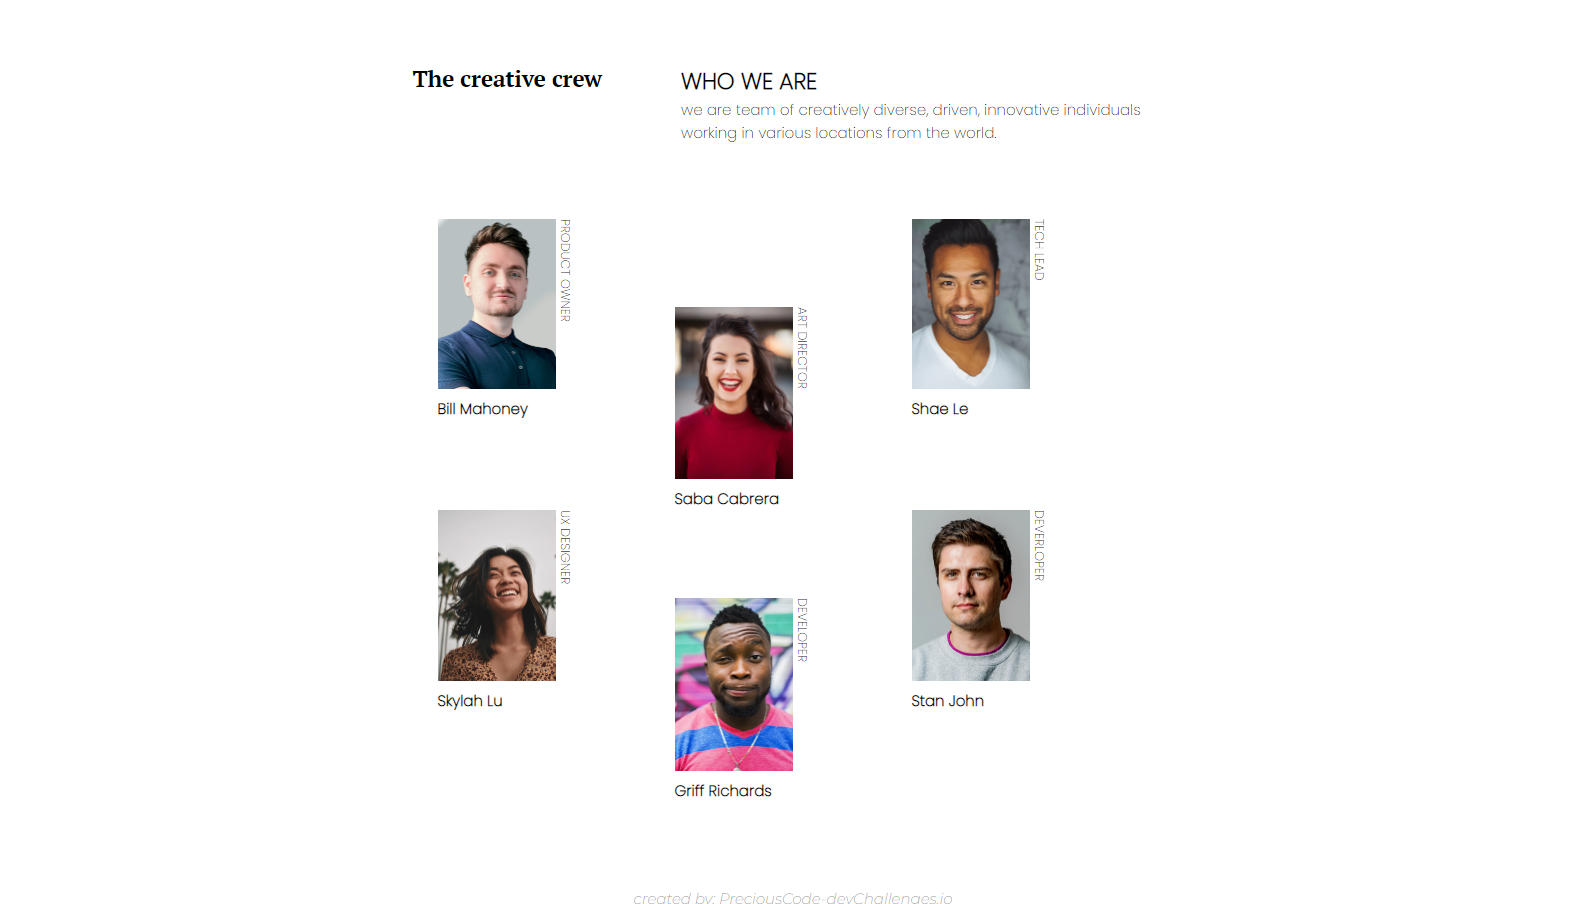 The creative crew
WHO WE ARE
we are team of creatively diverse, driven, innovative individuals
working in various locations from the world.
PRODUCT OWNER
Bill Mahoney
ART DIRECTOR
Saba Cabrera
TECH LEAD
Shae Le
UX DESIGNER
Skylah Lu
DEVELOPER
Griff Richards
DEVERLOPER
Stan John
created by: PreciousCode-devChallenges.io